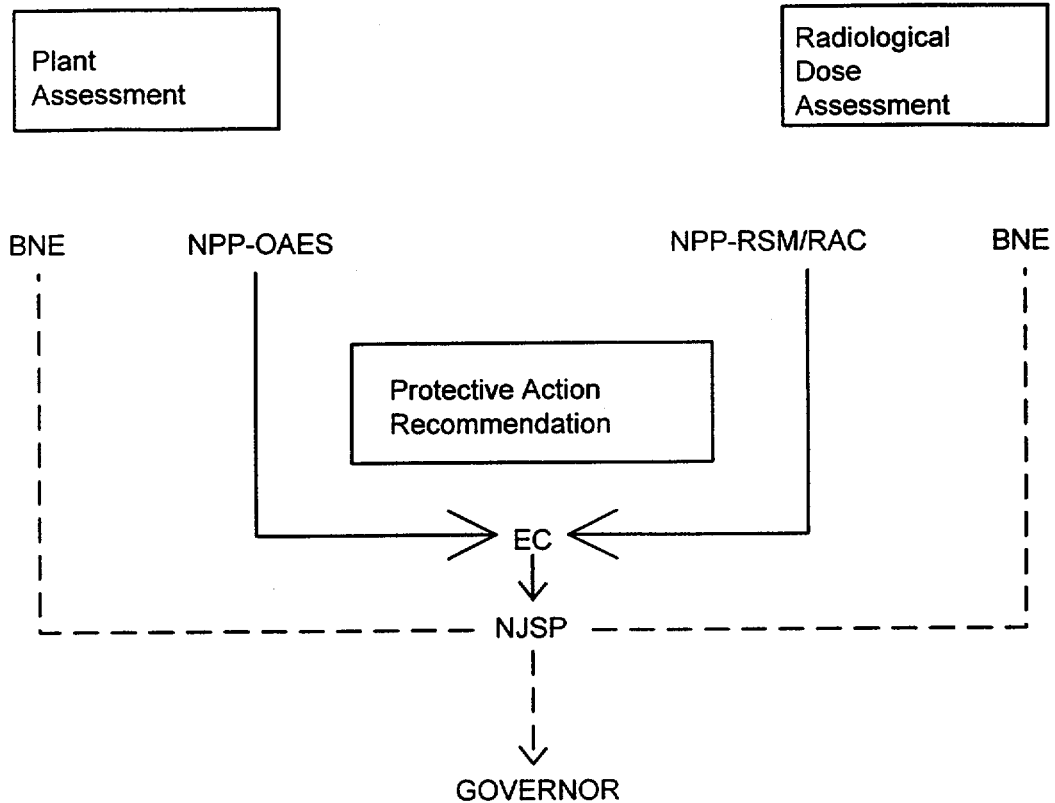 Plant
Assessment
Radiological
Dose
Assessment
BNE
NPP-OAES
NPP-RSM/RAC
BNE
Protective Action
Recommendation
EC
NJSP
GOVERNOR